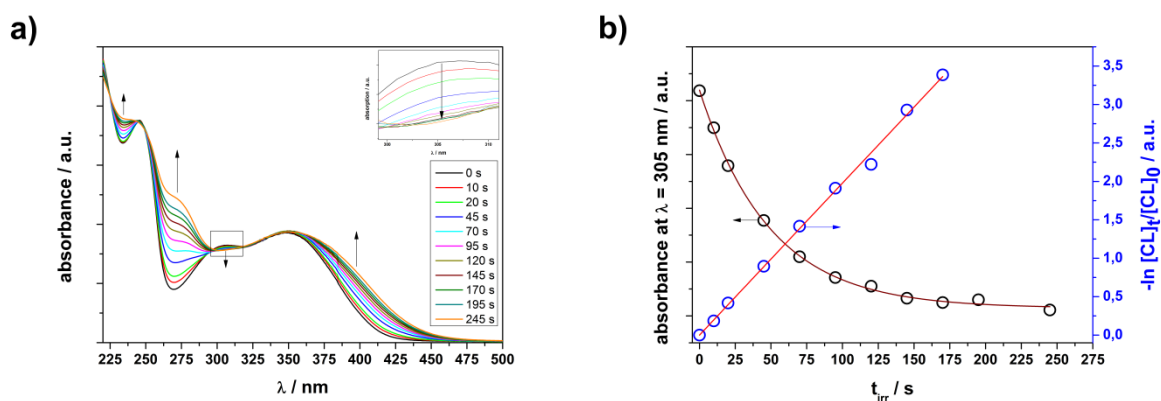 a)
absorbance / a.u.
225 250 275 300 325 350 375 400 425 450 475 500
λ / nm
absorption / a.u.
λ / nm
0 s
10 s
20 s
45 s
70 s
95 s
120 s
145 s
170 s
195 s
245 s
b)
absorbance at λ = 305 nm / a.u.
0 25 50 75 100 125 150 175 200 225 250 275
t_irr / s
3,5
3,0
2,5
2,0
1,5
1,0
0,5
0,0
-ln [CL]t/[CL]0 / a.u.